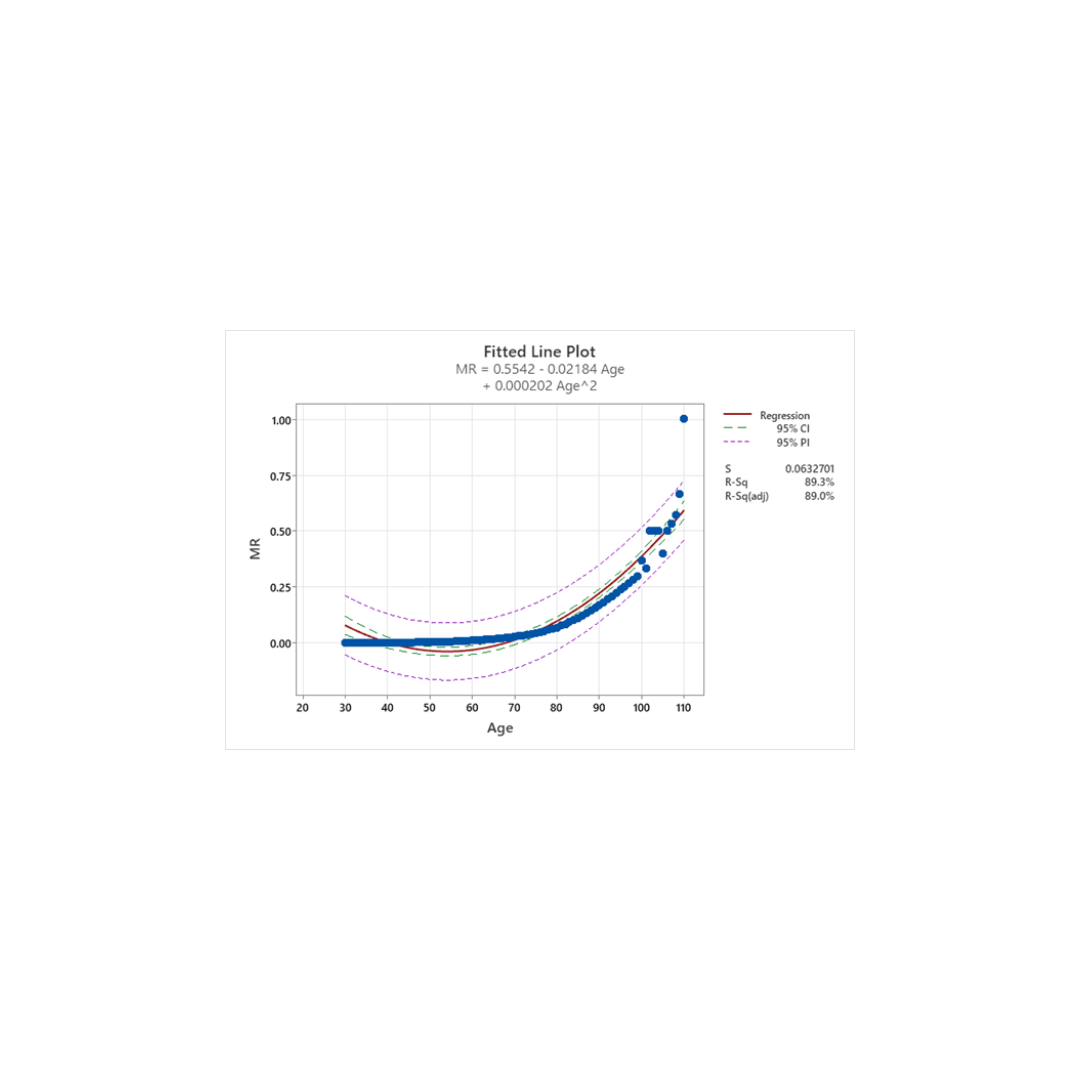 Fitted Line Plot
MR = 0.5542 - 0.02184 Age
+ 0.000202 Age^2
1.00
0.75
0.50
0.25
0.00
MR
20 30 40 50 60 70 80 90 100 110
Age
Regression
95% CI
95% PI
S 0.0632701
R-Sq 89.3%
R-Sq(adj) 89.0%